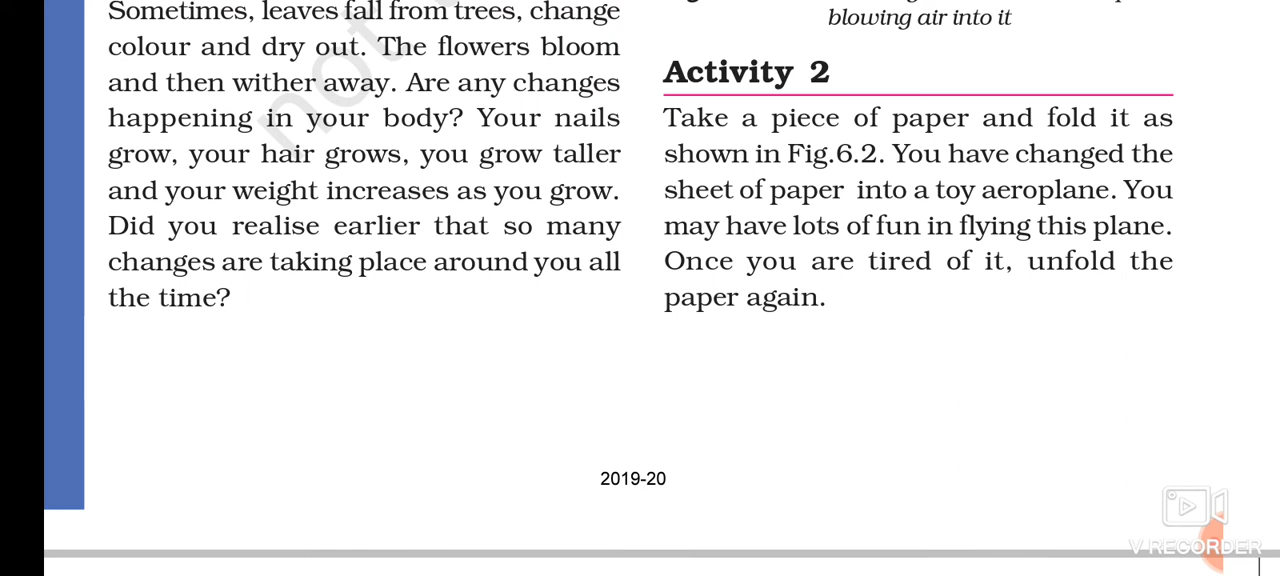 Sometimes, leaves fall from trees, change
colour and dry out. The flowers bloom
and then wither away. Are any changes
happening in your body? Your nails
grow, your hair grows, you grow taller
and your weight increases as you grow.
Did you realise earlier that so many
changes are taking place around you all
the time?
blowing air into it
Activity 2
Take a piece of paper and fold it as
shown in Fig.6.2. You have changed the
sheet of paper into a toy aeroplane. You
may have lots of fun in flying this plane.
Once you are tired of it, unfold the
paper again.
not
2019-20
V RECORDER